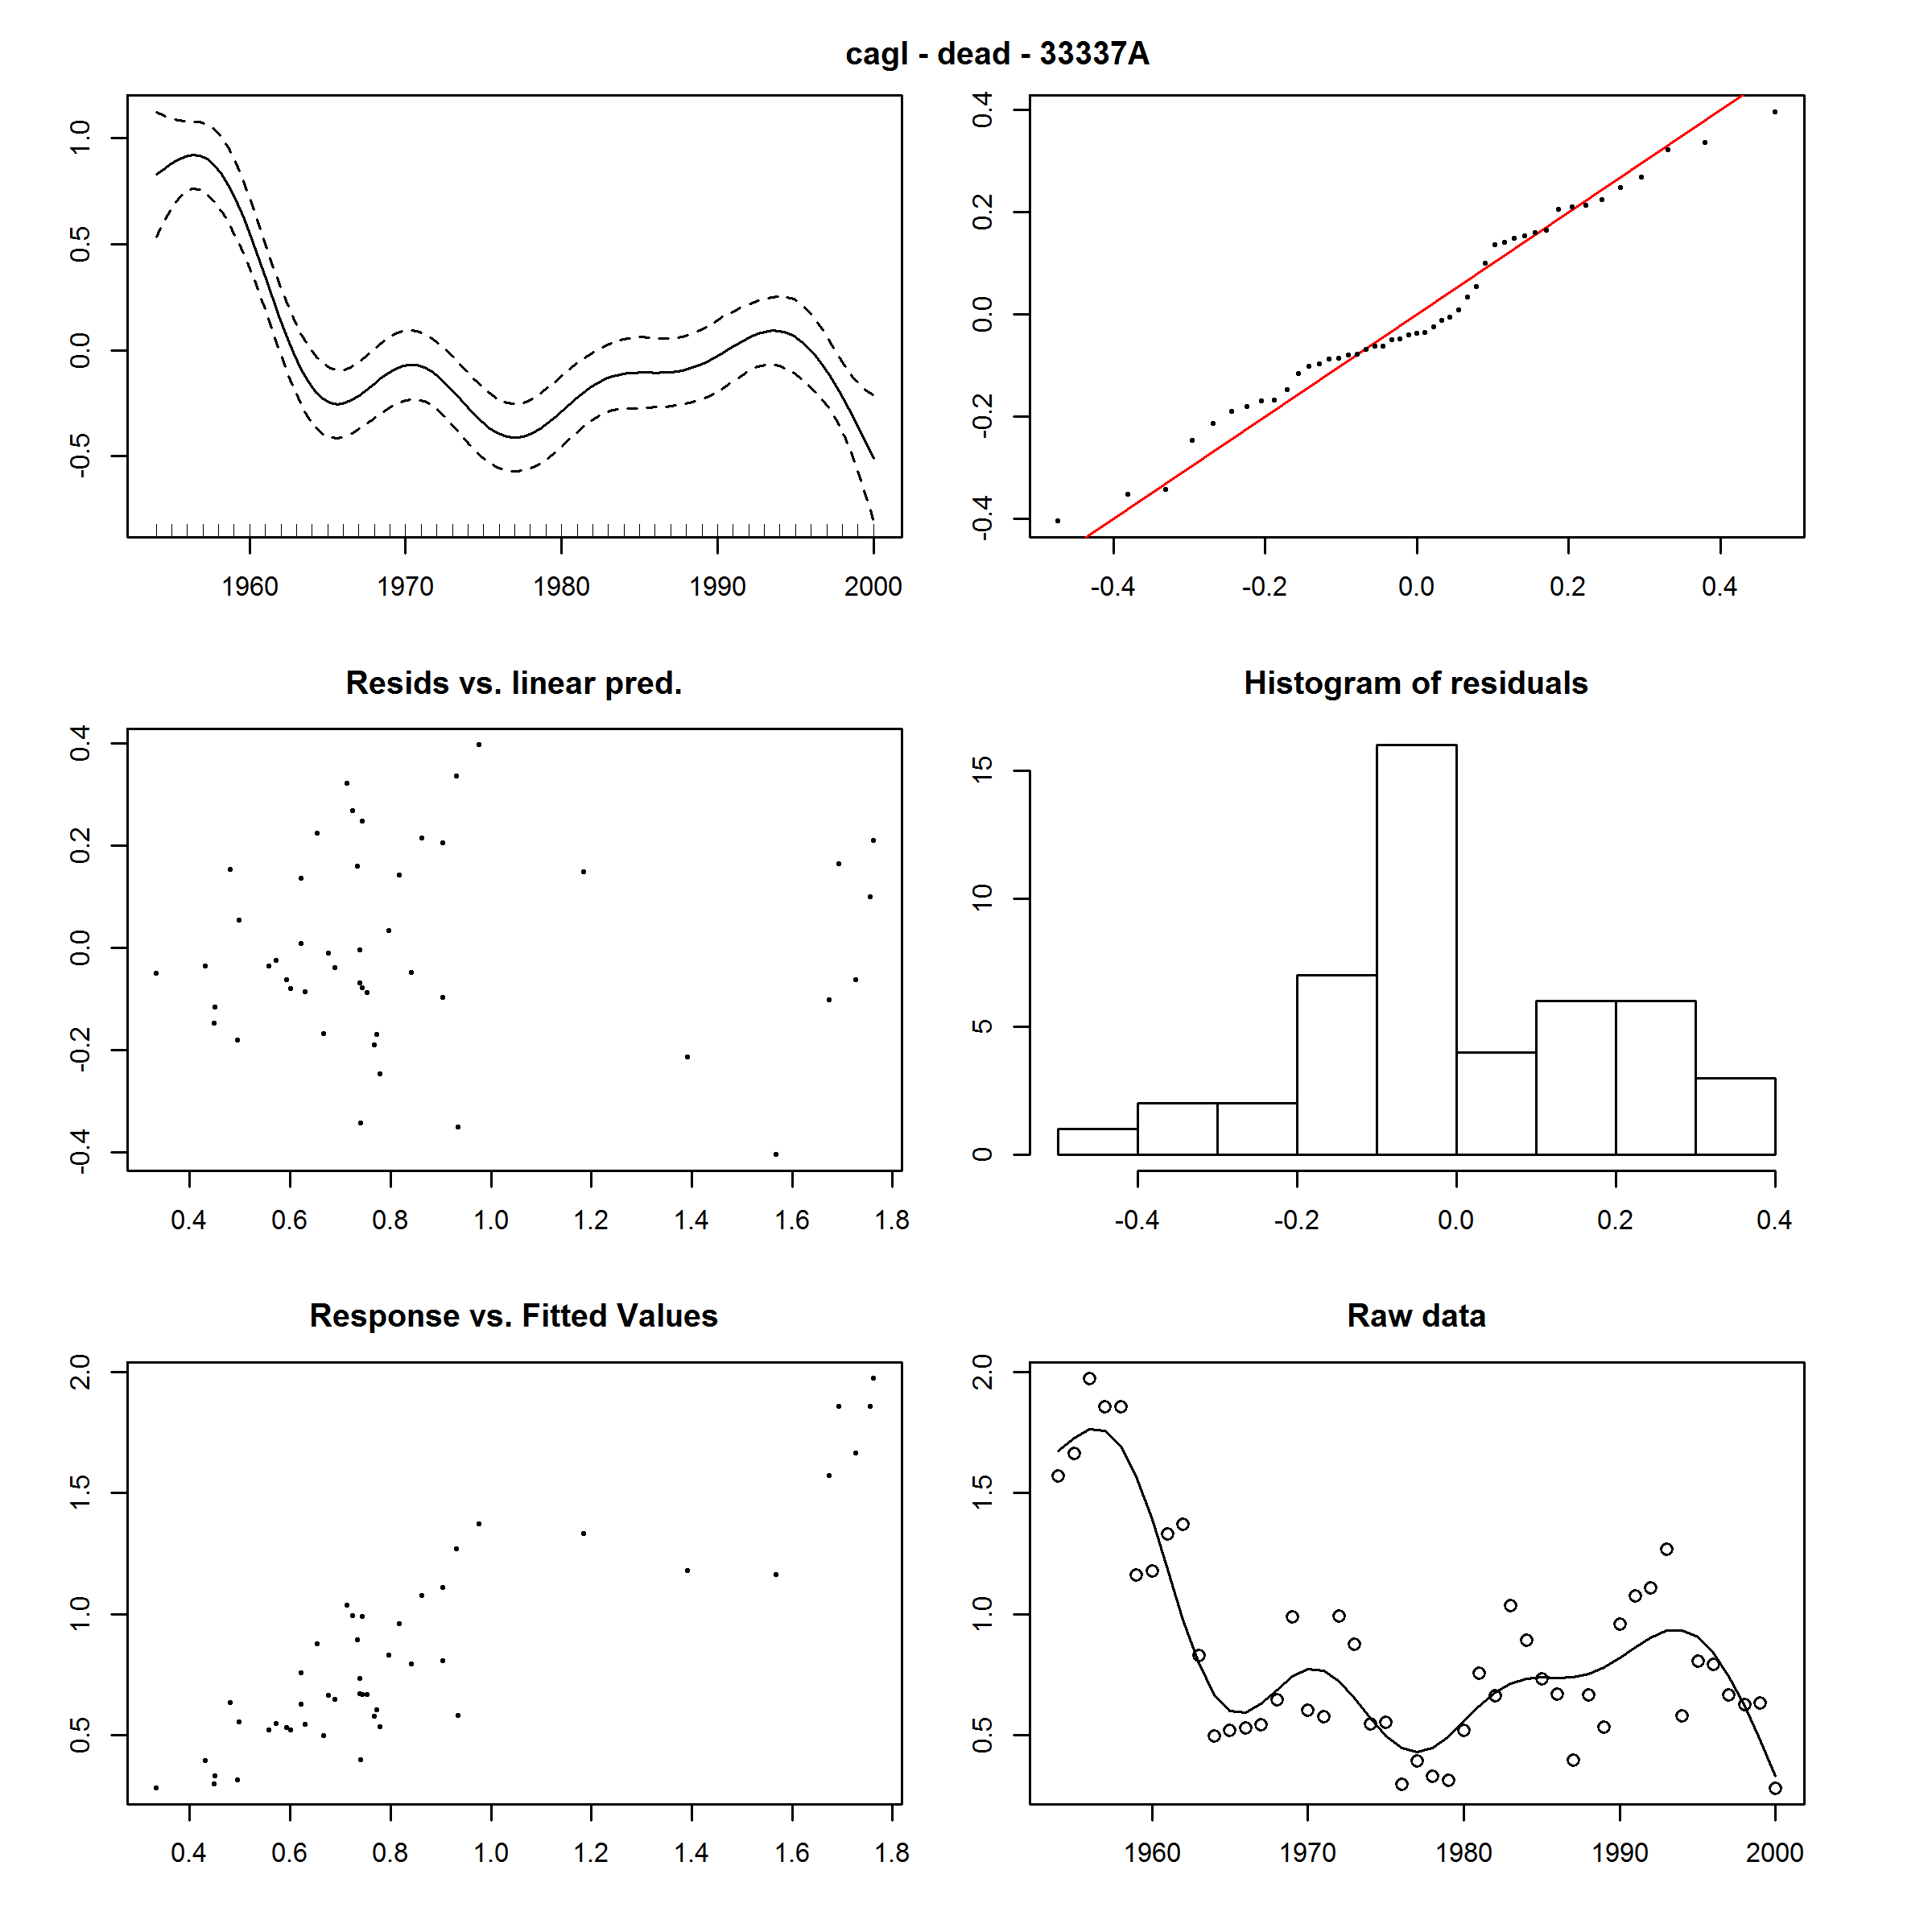 cagl - dead - 33337A
1.0
0.5
0.0
-0.5
1960 1970 1980 1990 2000
0.4
0.2
0.0
-0.2
-0.4
-0.4 -0.2 0.0 0.2 0.4
Resids vs. linear pred.
0.4
0.2
0.0
-0.2
-0.4
0.4 0.6 0.8 1.0 1.2 1.4 1.6 1.8
Histogram of residuals
15
10
5
0
-0.4 -0.2 0.0 0.2 0.4
Response vs. Fitted Values
2.0
1.5
1.0
0.5
0.4 0.6 0.8 1.0 1.2 1.4 1.6 1.8
Raw data
2.0
1.5
1.0
0.5
1960 1970 1980 1990 2000